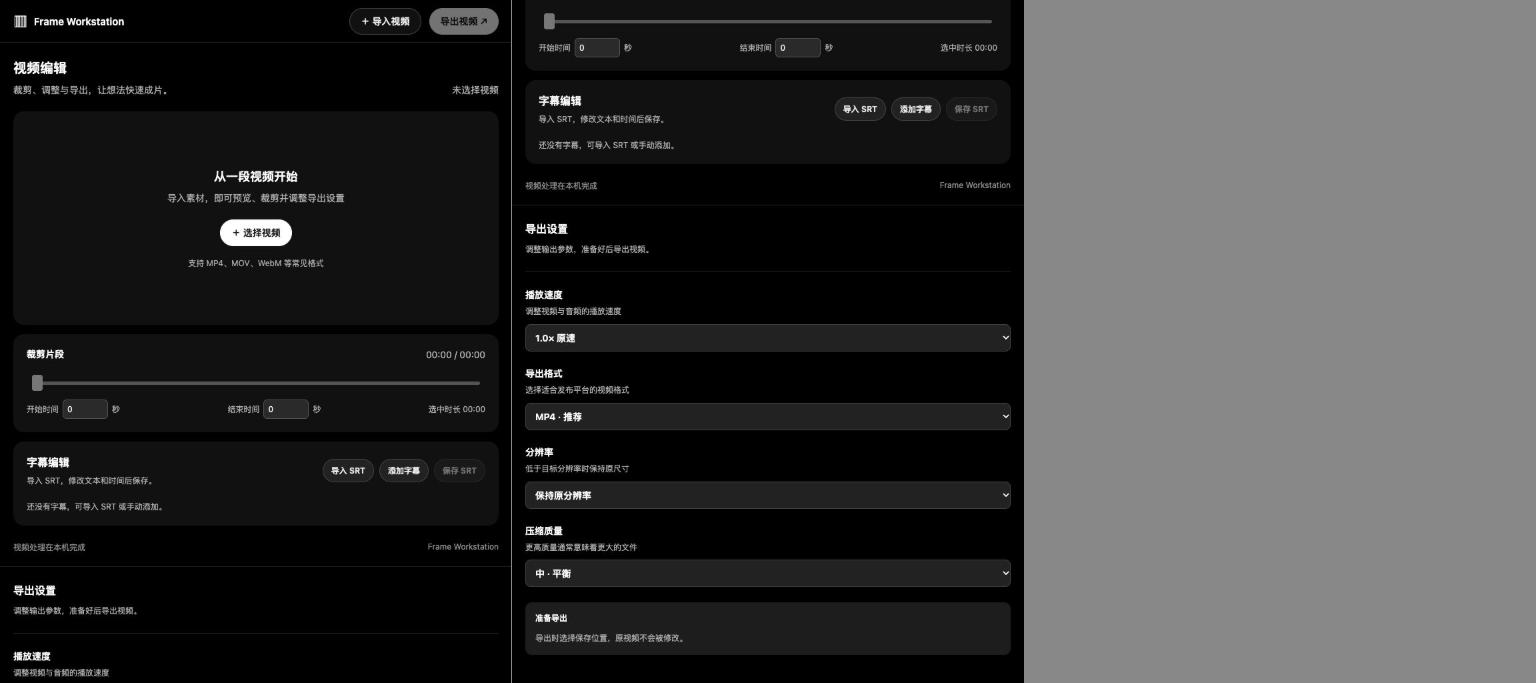 Frame Workstation
+ 导入视频
导出视频 ↗
视频编辑
裁剪、调整与导出，让想法快速成片。
未选择视频
从一段视频开始
导入素材，即可预览、裁剪并调整导出设置
+ 选择视频
支持 MP4、MOV、WebM 等常见格式
裁剪片段
00:00 / 00:00
开始时间 0 秒
结束时间 0 秒
选中时长 00:00
字幕编辑
导入 SRT，修改文本和时间后保存。
导入 SRT
添加字幕
保存 SRT
还没有字幕，可导入 SRT 或手动添加。
视频处理在本机完成
Frame Workstation
导出设置
调整输出参数，准备好后导出视频。
播放速度
调整视频与音频的播放速度
开始时间 0 秒
结束时间 0 秒
选中时长 00:00
字幕编辑
导入 SRT，修改文本和时间后保存。
导入 SRT
添加字幕
保存 SRT
还没有字幕，可导入 SRT 或手动添加。
视频处理在本机完成
Frame Workstation
导出设置
调整输出参数，准备好后导出视频。
播放速度
调整视频与音频的播放速度
1.0× 原速
导出格式
选择适合发布平台的视频格式
MP4 · 推荐
分辨率
低于目标分辨率时保持原尺寸
保持原分辨率
压缩质量
更高质量通常意味着更大的文件
中 · 平衡
准备导出
导出时选择保存位置，原视频不会被修改。